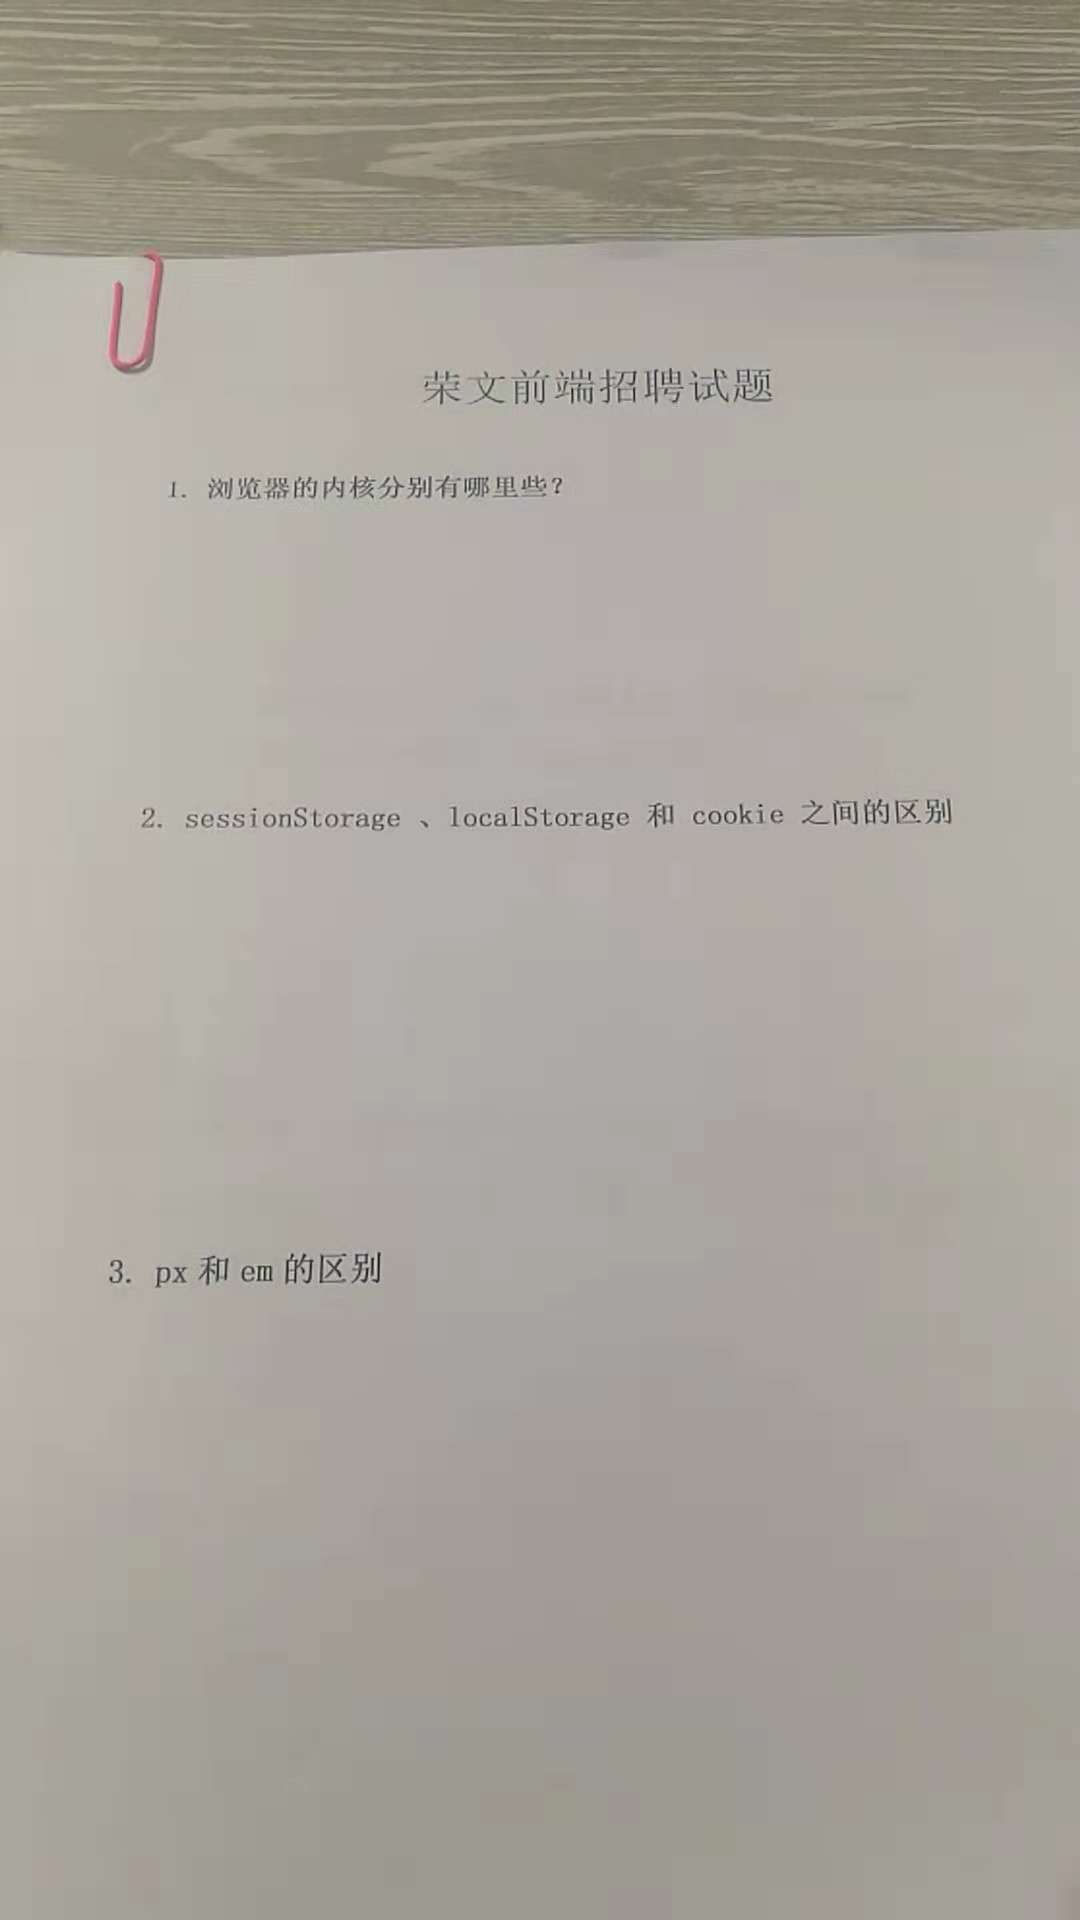 荣文前端招聘试题
1. 浏览器的内核分别有哪里些？
2. sessionStorage 、localStorage 和 cookie 之间的区别
3. px 和 em 的区别